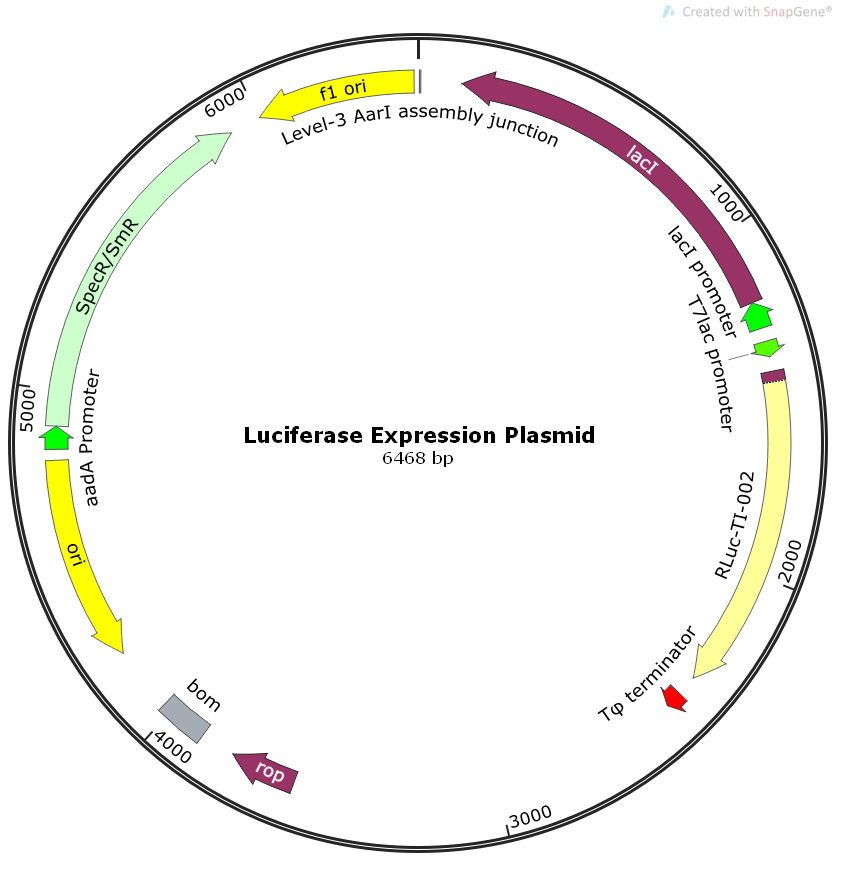 Created with SnapGene®
6000
f1 ori
Level-3 AarI assembly junction
lacI
1000
lacI promoter
T7lac promoter
SpecR/SmR
5000
aadA Promoter
Luciferase Expression Plasmid
6468 bp
RLuc-TI-002
2000
ori
Tφ terminator
bom
4000
rop
3000